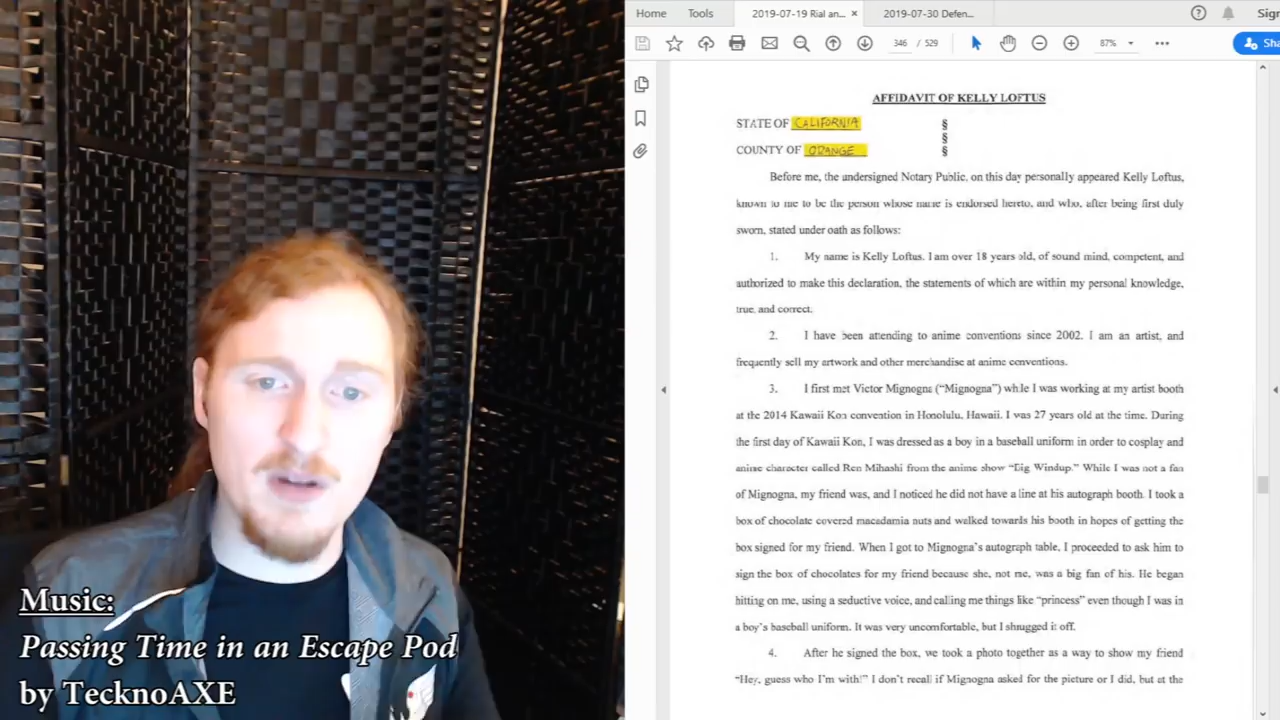 Home Tools 2019-07-19 Rial an... × 2019-07-30 Defen... Sign
346 / 529 87% Sha
AFFIDAVIT OF KELLY LOFTUS
STATE OF CALIFORNIA §
§
COUNTY OF ORANGE §
Before me, the undersigned Notary Public, on this day personally appeared Kelly Loftus,
known to me to be the person whose name is endorsed hereto, and who, after being first duly
sworn, stated under oath as follows:
1. My name is Kelly Loftus. I am over 18 years old, of sound mind, competent, and
authorized to make this declaration, the statements of which are within my personal knowledge,
true, and correct.
2. I have been attending to anime conventions since 2002. I am an artist, and
frequently sell my artwork and other merchandise at anime conventions.
3. I first met Victor Mignogna (“Mignogna”) while I was working at my artist booth
at the 2014 Kawaii Kon convention in Honolulu, Hawaii. I was 27 years old at the time. During
the first day of Kawaii Kon, I was dressed as a boy in a baseball uniform in order to cosplay and
anime character called Ren Mihashi from the anime show “Big Windup.” While I was not a fan
of Mignogna, my friend was, and I noticed he did not have a line at his autograph booth. I took a
box of chocolate covered macadamia nuts and walked towards his booth in hopes of getting the
box signed for my friend. When I got to Mignogna’s autograph table, I proceeded to ask him to
sign the box of chocolates for my friend because she, not me, was a big fan of his. He began
hitting on me, using a seductive voice, and calling me things like “princess” even though I was in
a boy’s baseball uniform. It was very uncomfortable, but I shrugged it off.
4. After he signed the box, we took a photo together as a way to show my friend
“Hey, guess who I’m with!” I don’t recall if Mignogna asked for the picture or I did, but at the
Music:
Passing Time in an Escape Pod
by TecknoAXE